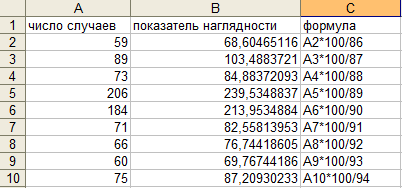 A B C
1 число случаев показатель наглядности формула
2 59 68,60465116 A2*100/86
3 89 103,4883721 A3*100/87
4 73 84,88372093 A4*100/88
5 206 239,5348837 A5*100/89
6 184 213,9534884 A6*100/90
7 71 82,55813953 A7*100/91
8 66 76,74418605 A8*100/92
9 60 69,76744186 A9*100/93
10 75 87,20930233 A10*100/94